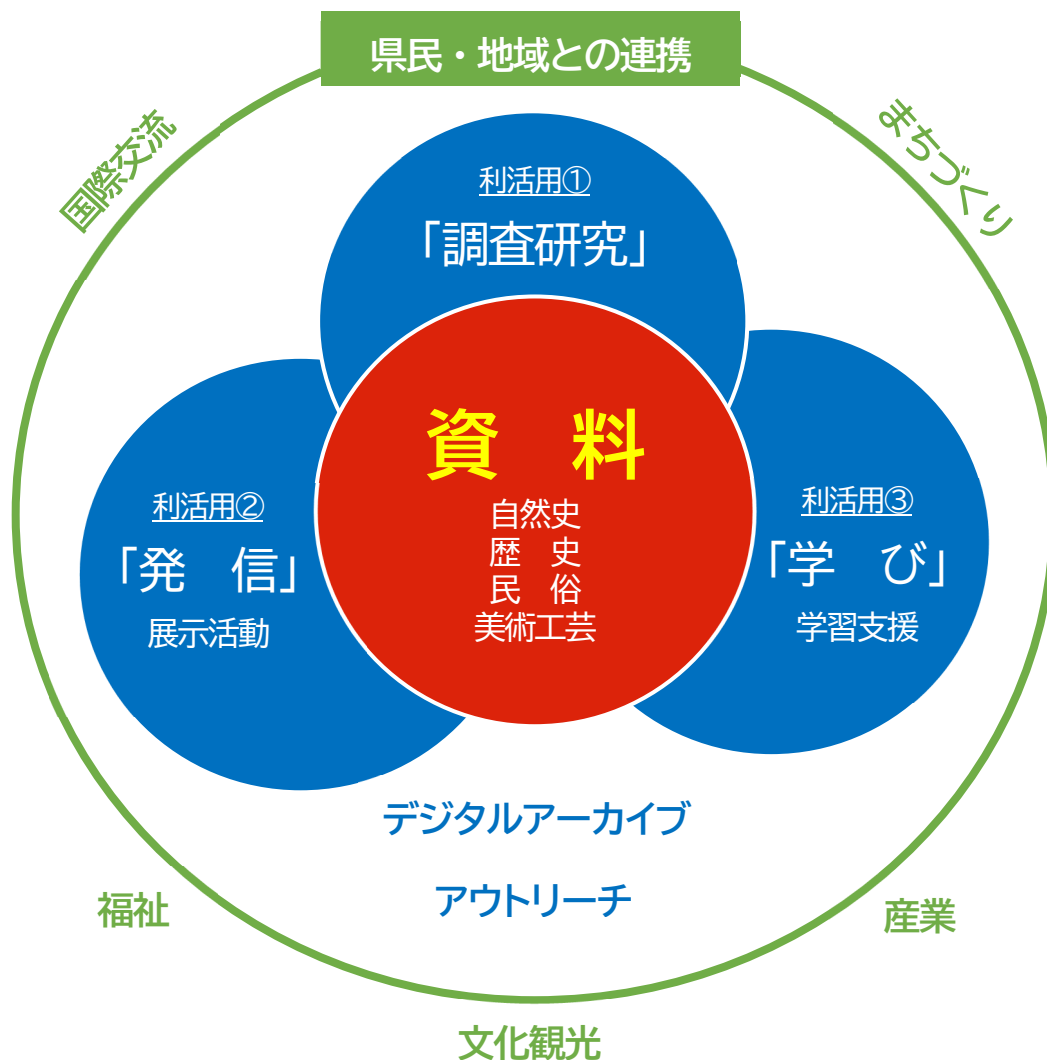 県民・地域との連携
国際交流
まちづくり
利活用①
「調査研究」
資　料
自然史
歴　史
民　俗
美術工芸
利活用②
「発　信」
展示活動
利活用③
「学　び」
学習支援
デジタルアーカイブ
アウトリーチ
福祉
産業
文化観光